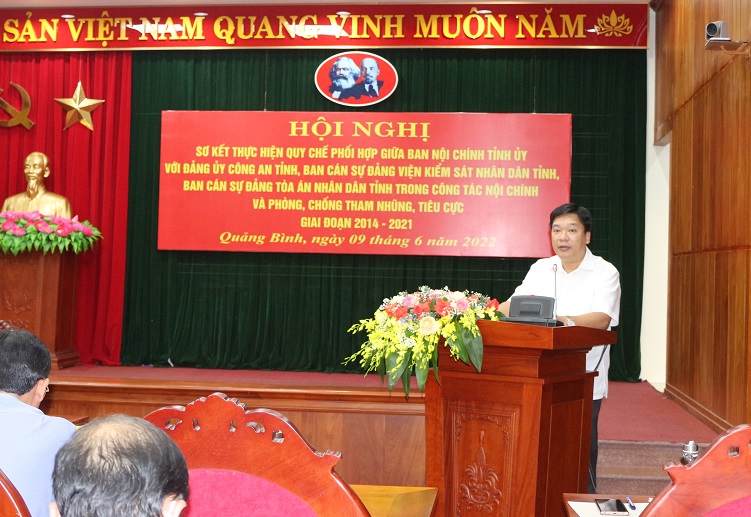 SẢN VIỆT NAM QUANG VINH MUÔN NĂM
HỘI NGHỊ
SƠ KẾT THỰC HIỆN QUY CHẾ PHỐI HỢP GIỮA BAN NỘI CHÍNH TỈNH ỦY
VỚI ĐẢNG ỦY CÔNG AN TỈNH, BAN CÁN SỰ ĐẢNG VIỆN KIỂM SÁT NHÂN DÂN TỈNH,
BAN CÁN SỰ ĐẢNG TÒA ÁN NHÂN DÂN TỈNH TRONG CÔNG TÁC NỘI CHÍNH
VÀ PHÒNG, CHỐNG THAM NHŨNG, TIÊU CỰC
GIAI ĐOẠN 2014 - 2021
Quảng Bình, ngày 09 tháng 6 năm 2022